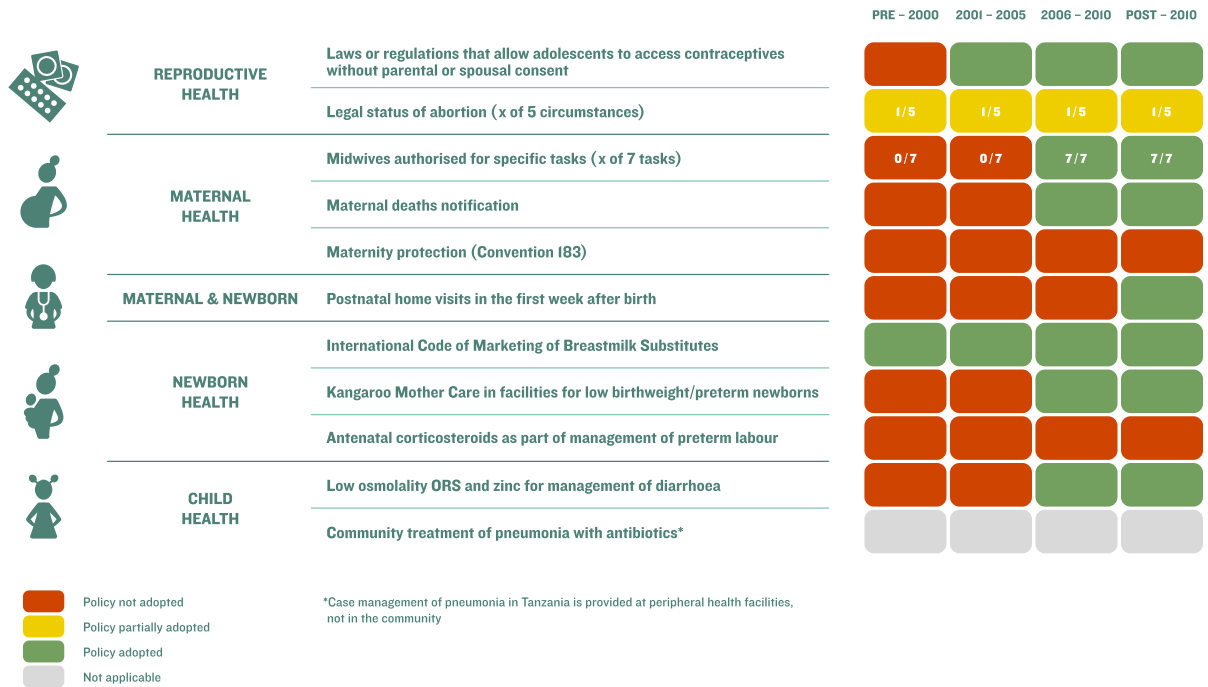 PRE – 2000 2001 – 2005 2006 – 2010 POST – 2010
REPRODUCTIVE
HEALTH
Laws or regulations that allow adolescents to access contraceptives
without parental or spousal consent
Legal status of abortion (x of 5 circumstances)
1/5 1/5 1/5 1/5
MATERNAL
HEALTH
Midwives authorised for specific tasks (x of 7 tasks)
0/7 0/7 7/7 7/7
Maternal deaths notification
Maternity protection (Convention 183)
MATERNAL & NEWBORN
Postnatal home visits in the first week after birth
NEWBORN
HEALTH
International Code of Marketing of Breastmilk Substitutes
Kangaroo Mother Care in facilities for low birthweight/preterm newborns
Antenatal corticosteroids as part of management of preterm labour
CHILD
HEALTH
Low osmolality ORS and zinc for management of diarrhoea
Community treatment of pneumonia with antibiotics*
Policy not adopted
Policy partially adopted
Policy adopted
Not applicable
*Case management of pneumonia in Tanzania is provided at peripheral health facilities,
not in the community